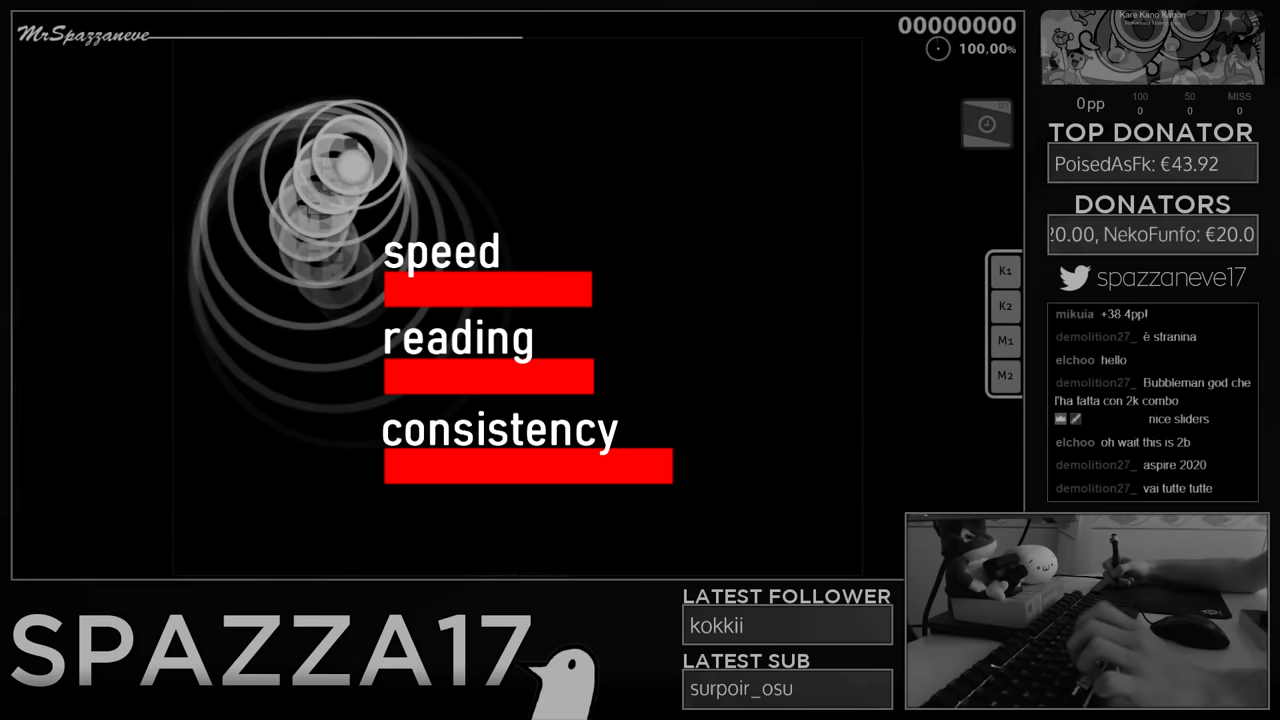 MrSpazzaneve
00000000
100.00%
Kare Kano Kanon
0pp
100
50
MISS
0
0
0
TOP DONATOR
PoisedAsFk: €43.92
DONATORS
20.00, NekoFunfo: €20.0
spazzaneve17
K1
K2
M1
M2
mikuia +38 4pp!
demolition27_ è stranina
elchoo hello
demolition27_ Bubbleman god che
l'ha fatta con 2k combo
nice sliders
elchoo oh wait this is 2b
demolition27_ aspire 2020
demolition27_ vai tutte tutte
speed
reading
consistency
SPAZZA17
LATEST FOLLOWER
kokkii
LATEST SUB
surpoir_osu